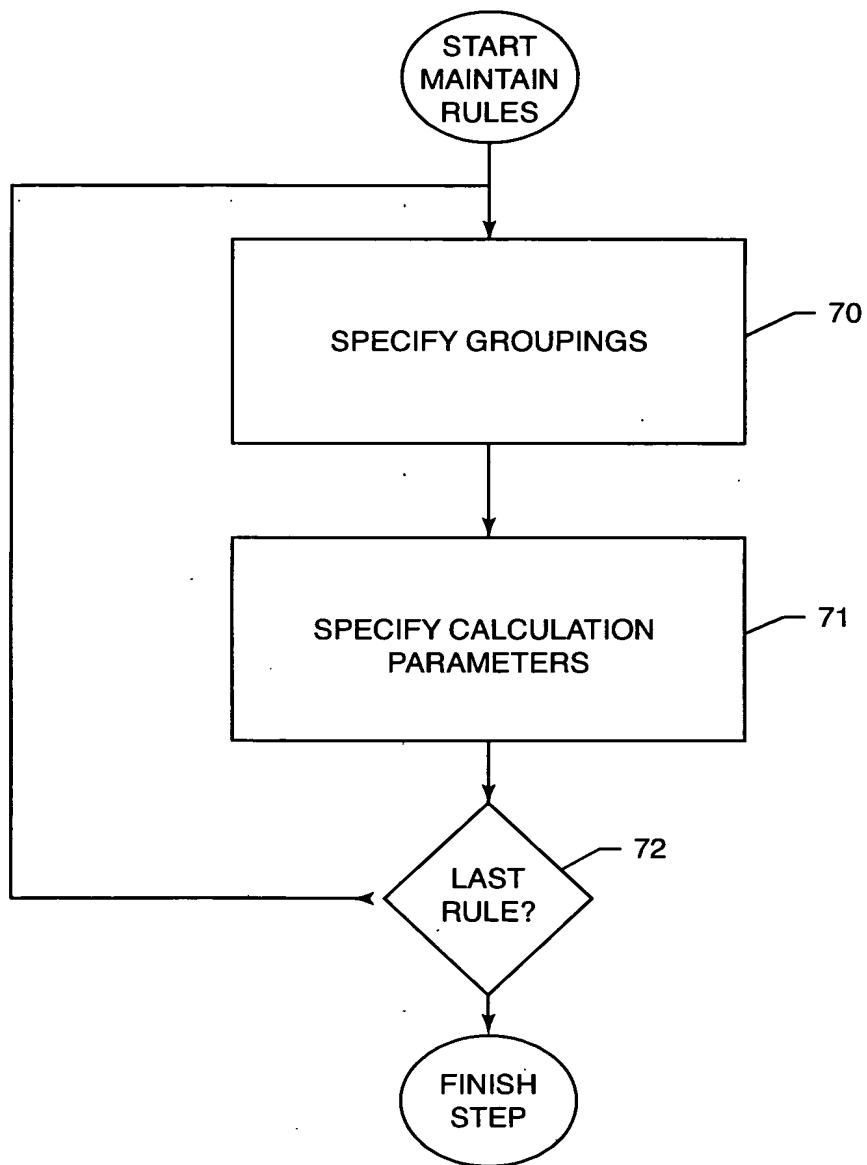 START
MAINTAIN
RULES
SPECIFY GROUPINGS
70
SPECIFY CALCULATION
PARAMETERS
71
LAST
RULE?
72
FINISH
STEP